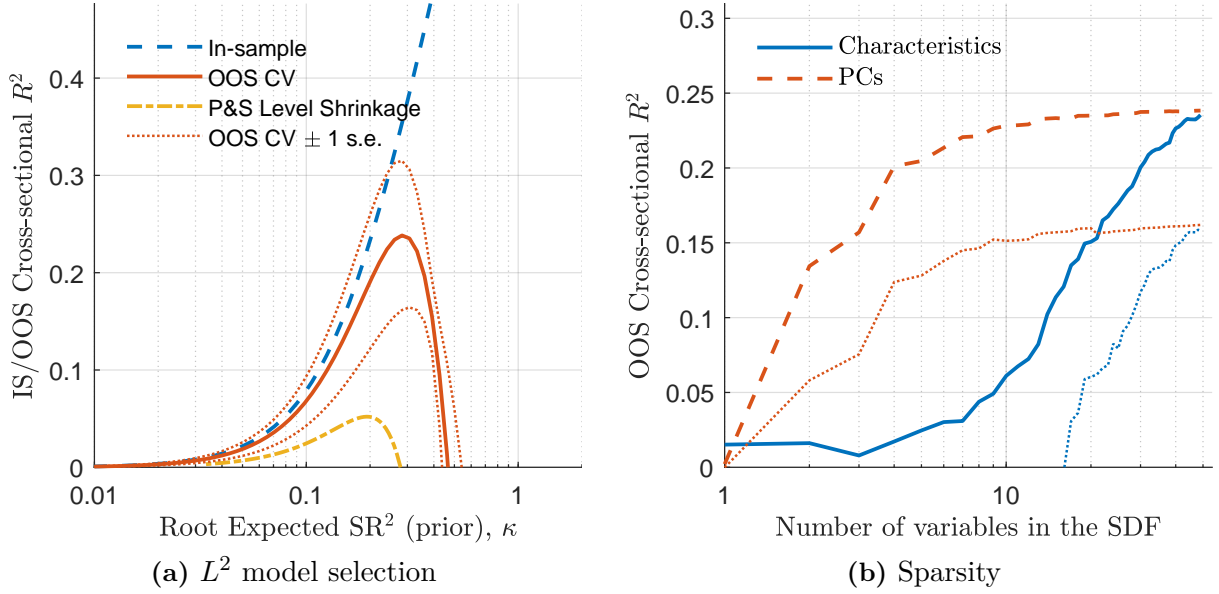 IS/OOS Cross-sectional R²
0.4
0.3
0.2
0.1
0
0.01
0.1
1
In-sample
OOS CV
P&S Level Shrinkage
OOS CV ± 1 s.e.
Root Expected SR² (prior), κ
(a) L² model selection
OOS Cross-sectional R²
0.3
0.25
0.2
0.15
0.1
0.05
0
1
10
Characteristics
PCs
Number of variables in the SDF
(b) Sparsity